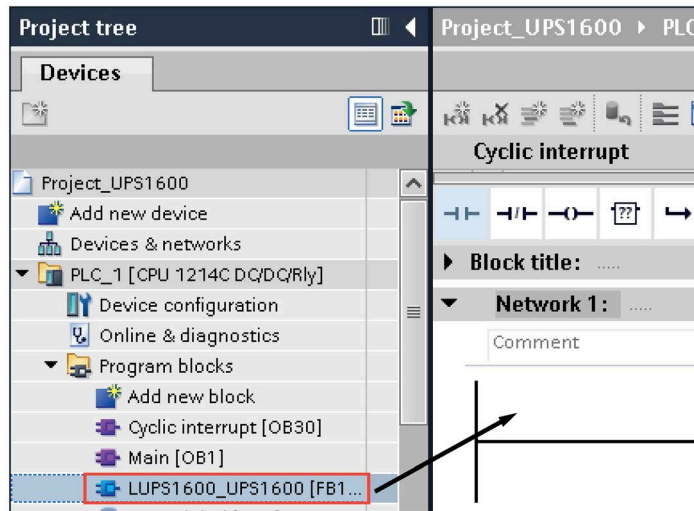 Project tree
Project_UPS1600 ▸ PLC
Devices
Cyclic interrupt
Project_UPS1600
Add new device
Devices & networks
PLC_1 [CPU 1214C DC/DC/Rly]
Device configuration
Online & diagnostics
Program blocks
Add new block
Cyclic interrupt [OB30]
Main [OB1]
LUPS1600_UPS1600 [FB1...
??
Block title: .....
Network 1: .....
Comment